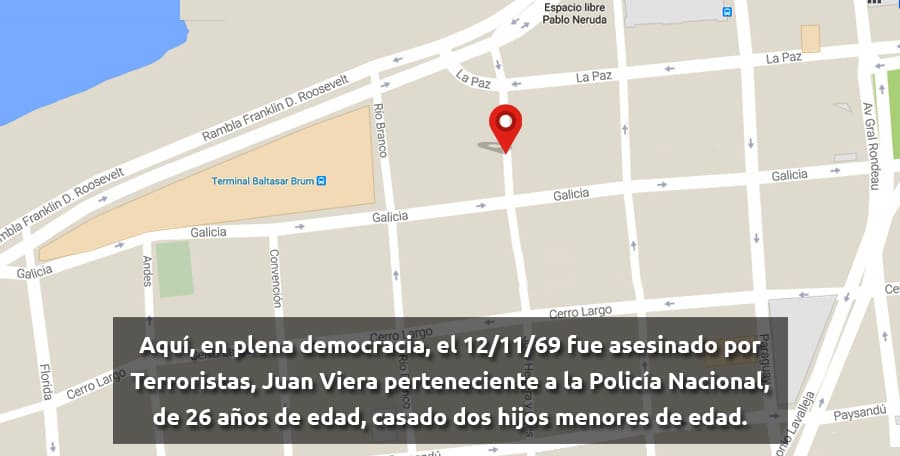 Espacio libre
Pablo Neruda
La Paz
La Paz
La Paz
Rambla Franklin D. Roosevelt
Río Branco
Av Gral Rondeau
Terminal Baltasar Brum
Rambla Franklin D. Roosevelt
Galicia
Galicia
Galicia
Galicia
Galicia
Andes
Convención
Cerro Largo
Cerro Largo
Cerro Largo
Florida
Paraguay
Paysandú
Aquí, en plena democracia, el 12/11/69 fue asesinado por
Terroristas, Juan Viera perteneciente a la Policía Nacional,
de 26 años de edad, casado dos hijos menores de edad.